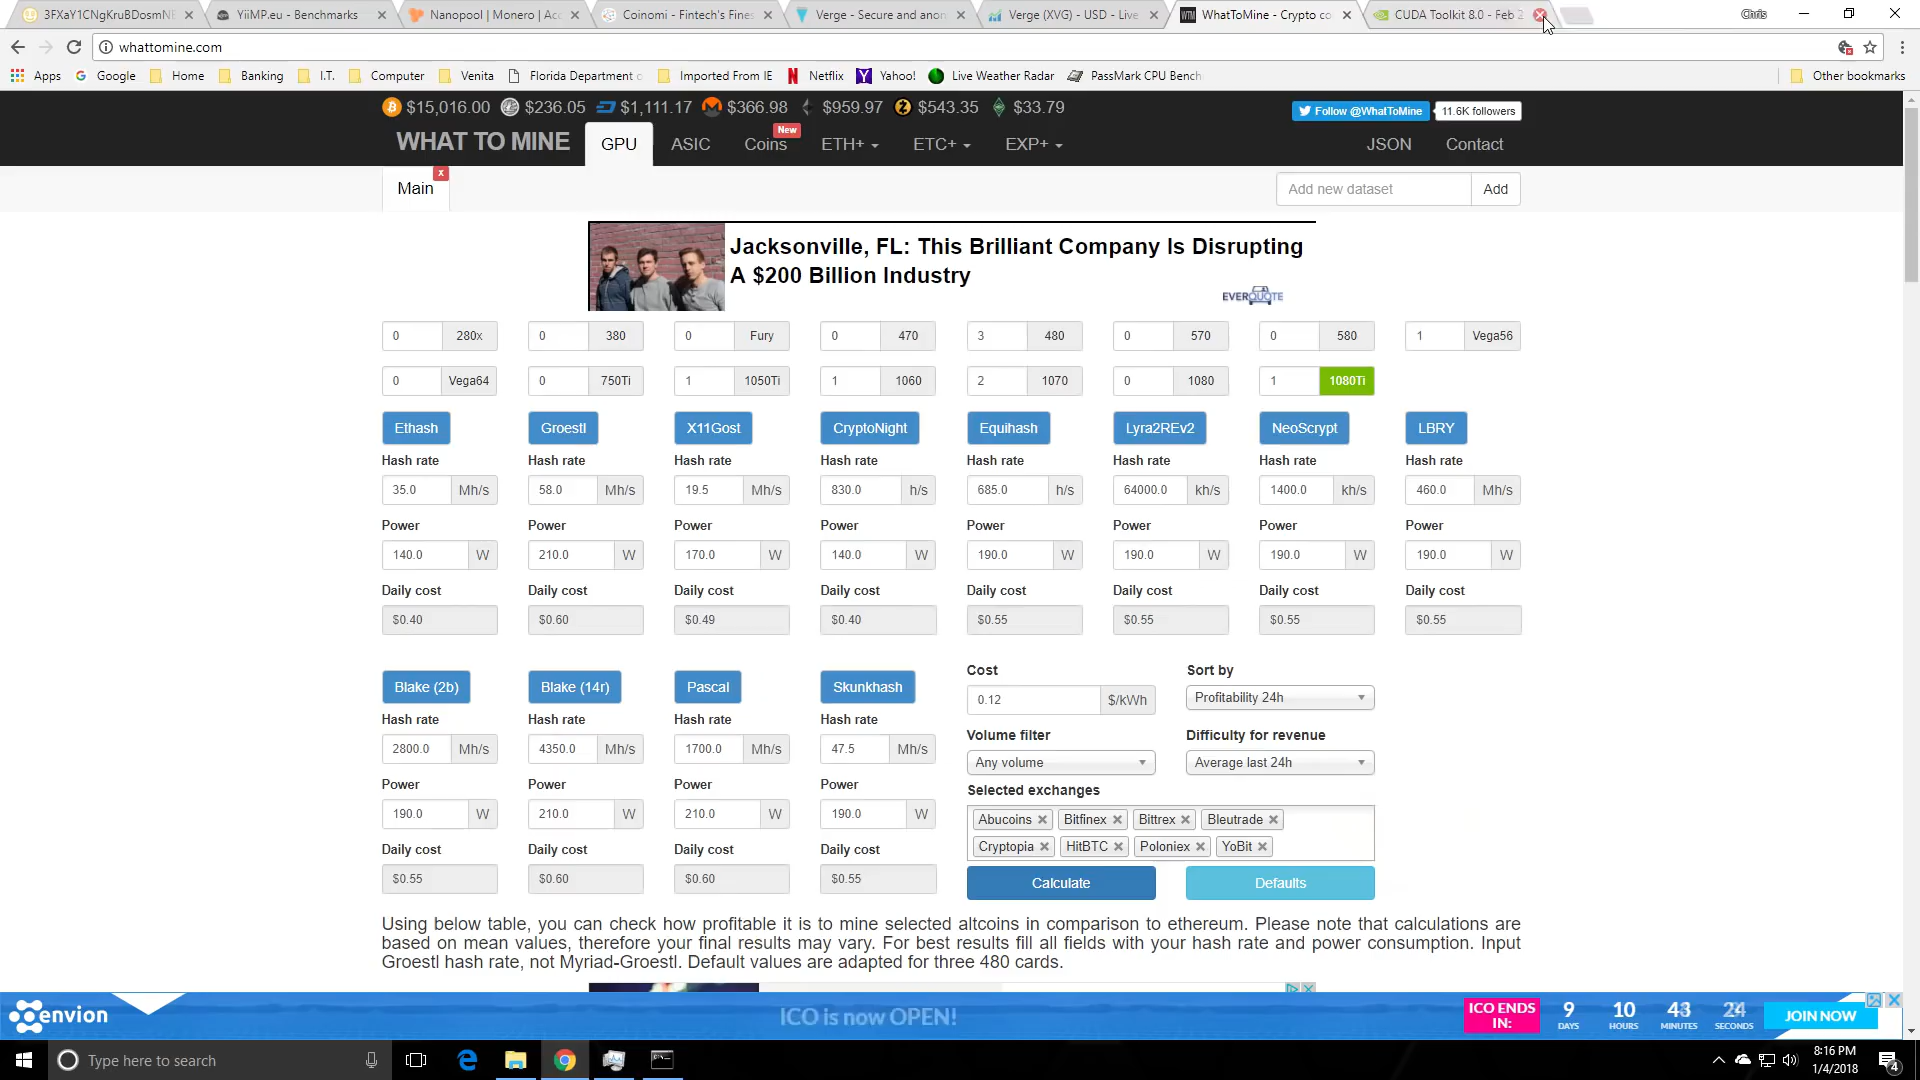 3FXaY1CNgKruBDosmN
YiiMP.eu - Benchmarks
Nanopool | Monero | Acc
Coinomi - Fintech's Fines
Verge - Secure and anon
Verge (XVG) - USD - Live
WhatToMine - Crypto co
CUDA Toolkit 8.0 - Feb 2
Chris
whattomine.com
Apps Google Home Banking I.T. Computer Venita Florida Department o Imported From IE Netflix Yahoo! Live Weather Radar PassMark CPU Bench Other bookmarks
$15,016.00 $236.05 $1,111.17 $366.98 $959.97 $543.35 $33.79
Follow @WhatToMine 11.6K followers
WHAT TO MINE GPU ASIC Coins New ETH+ ETC+ EXP+ JSON Contact
Main x Add new dataset Add
Jacksonville, FL: This Brilliant Company Is Disrupting
A $200 Billion Industry
EVERQUOTE
0 280x 0 380 0 Fury 0 470 3 480 0 570 0 580 1 Vega56
0 Vega64 0 750Ti 1 1050Ti 1 1060 2 1070 0 1080 1 1080Ti
Ethash Groestl X11Gost CryptoNight Equihash Lyra2REv2 NeoScrypt LBRY
Hash rate Hash rate Hash rate Hash rate Hash rate Hash rate Hash rate Hash rate
35.0 Mh/s 58.0 Mh/s 19.5 Mh/s 830.0 h/s 685.0 h/s 64000.0 kh/s 1400.0 kh/s 460.0 Mh/s
Power Power Power Power Power Power Power Power
140.0 W 210.0 W 170.0 W 140.0 W 190.0 W 190.0 W 190.0 W 190.0 W
Daily cost Daily cost Daily cost Daily cost Daily cost Daily cost Daily cost Daily cost
$0.40 $0.60 $0.49 $0.40 $0.55 $0.55 $0.55 $0.55
Blake (2b) Blake (14r) Pascal Skunkhash
Hash rate Hash rate Hash rate Hash rate
2800.0 Mh/s 4350.0 Mh/s 1700.0 Mh/s 47.5 Mh/s
Power Power Power Power
190.0 W 210.0 W 210.0 W 190.0 W
Daily cost Daily cost Daily cost Daily cost
$0.55 $0.60 $0.60 $0.55
Cost Sort by
0.12 $/kWh Profitability 24h
Volume filter Difficulty for revenue
Any volume Average last 24h
Selected exchanges
Abucoins Bitfinex Bittrex Bleutrade
Cryptopia HitBTC Poloniex YoBit
Calculate Defaults
Using below table, you can check how profitable it is to mine selected altcoins in comparison to ethereum. Please note that calculations are
based on mean values, therefore your final results may vary. For best results fill all fields with your hash rate and power consumption. Input
Groestl hash rate, not Myriad-Groestl. Default values are adapted for three 480 cards.
envion
ICO is now OPEN!
ICO ENDS
IN:
9 10 43
DAYS HOURS MINUTES SECONDS
JOIN NOW
Type here to search
8:16 PM
1/4/2018
4